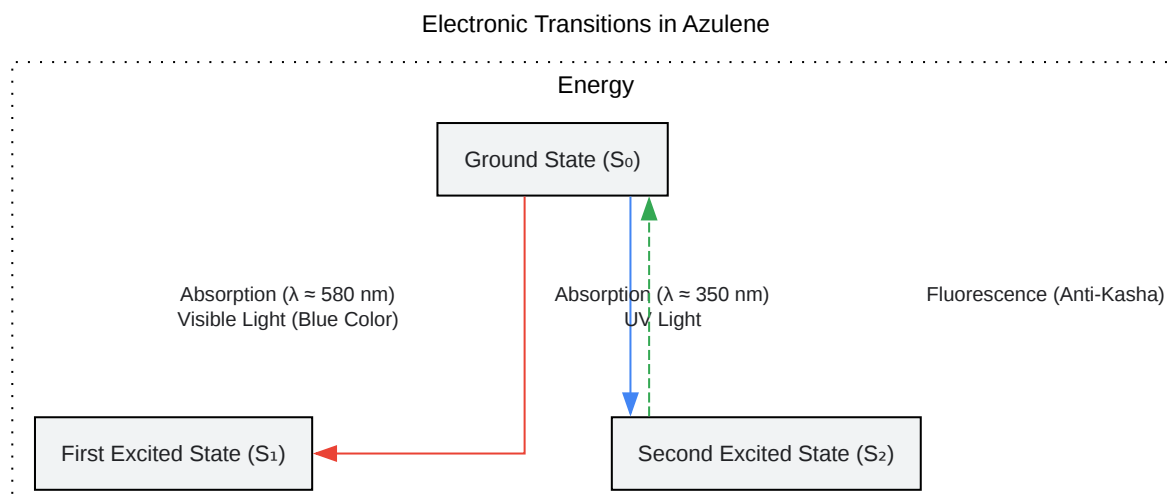 Electronic Transitions in Azulene
Energy
Ground State (S₀)
Absorption (λ ≈ 580 nm)
Visible Light (Blue Color)
Absorption (λ ≈ 350 nm)
UV Light
Fluorescence (Anti-Kasha)
First Excited State (S₁)
Second Excited State (S₂)